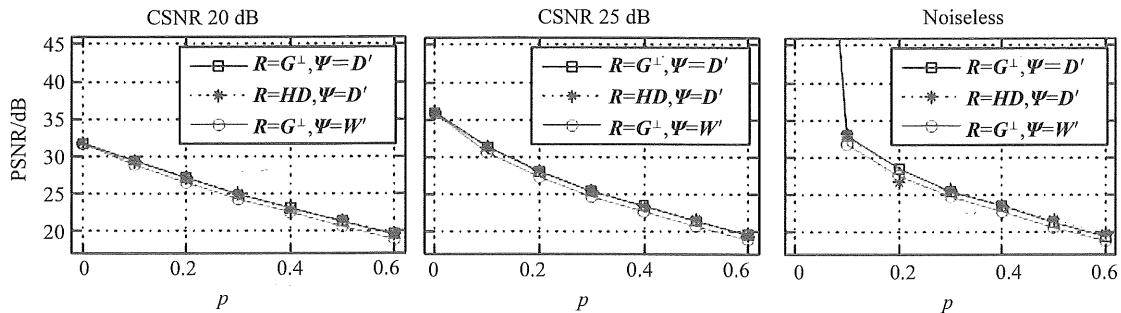 CSNR 20 dB
45
40
35
30
25
20
PSNR/dB
R=G⊥,Ψ=D′
R=HD,Ψ=D′
R=G⊥,Ψ=W′
0 0.2 0.4 0.6
p
CSNR 25 dB
R=G⊥,Ψ=D′
R=HD,Ψ=D′
R=G⊥,Ψ=W′
0 0.2 0.4 0.6
p
Noiseless
R=G⊥,Ψ=D′
R=HD,Ψ=D′
R=G⊥,Ψ=W′
0 0.2 0.4 0.6
p